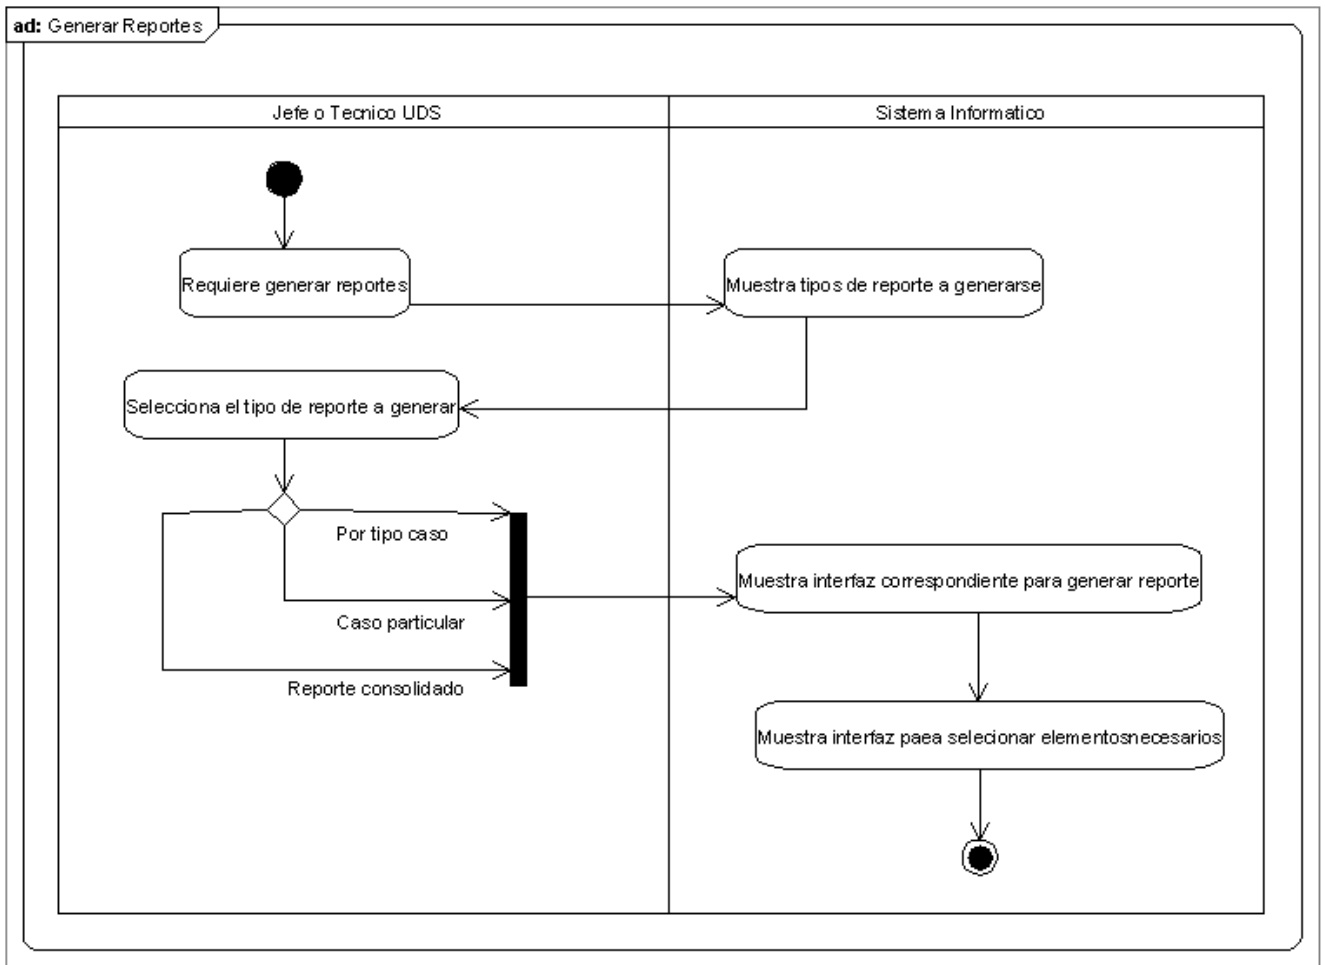 ad: Generar Reportes
Jefe o Tecnico UDS
Sistema Informatico
Requiere generar reportes
Muestra tipos de reporte a generarse
Selecciona el tipo de reporte a generar
Por tipo caso
Caso particular
Reporte consolidado
Muestra interfaz correspondiente para generar reporte
Muestra interfaz paea selecionar elementosnecesarios